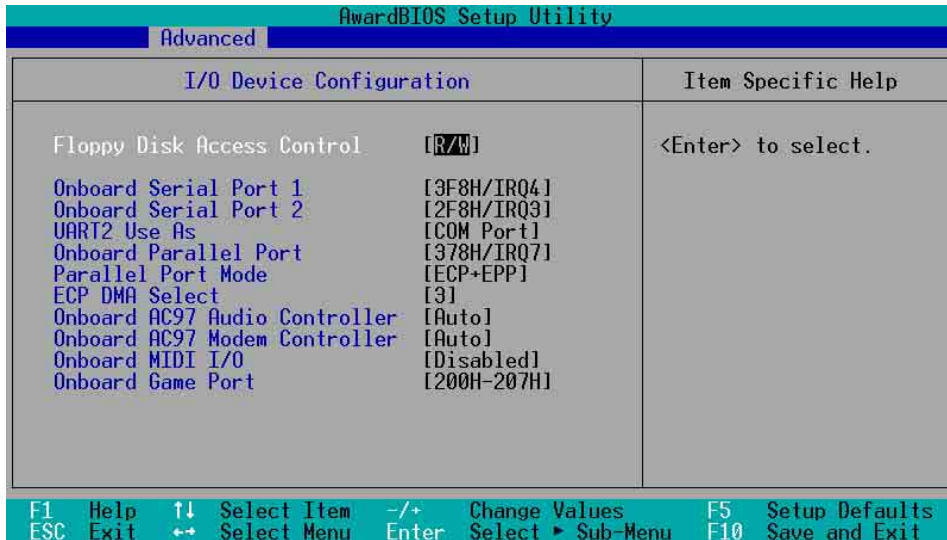 AwardBIOS Setup Utility
Advanced
I/O Device Configuration
Item Specific Help
Floppy Disk Access Control [R/W]
<Enter> to select.
Onboard Serial Port 1 [3F8H/IRQ4]
Onboard Serial Port 2 [2F8H/IRQ3]
UART2 Use As [COM Port]
Onboard Parallel Port [378H/IRQ7]
Parallel Port Mode [ECP+EPP]
ECP DMA Select [3]
Onboard AC97 Audio Controller [Auto]
Onboard AC97 Modem Controller [Auto]
Onboard MIDI I/O [Disabled]
Onboard Game Port [200H-207H]
F1 Help ↑↓ Select Item -/+ Change Values F5 Setup Defaults
ESC Exit ↔ Select Menu Enter Select ► Sub-Menu F10 Save and Exit